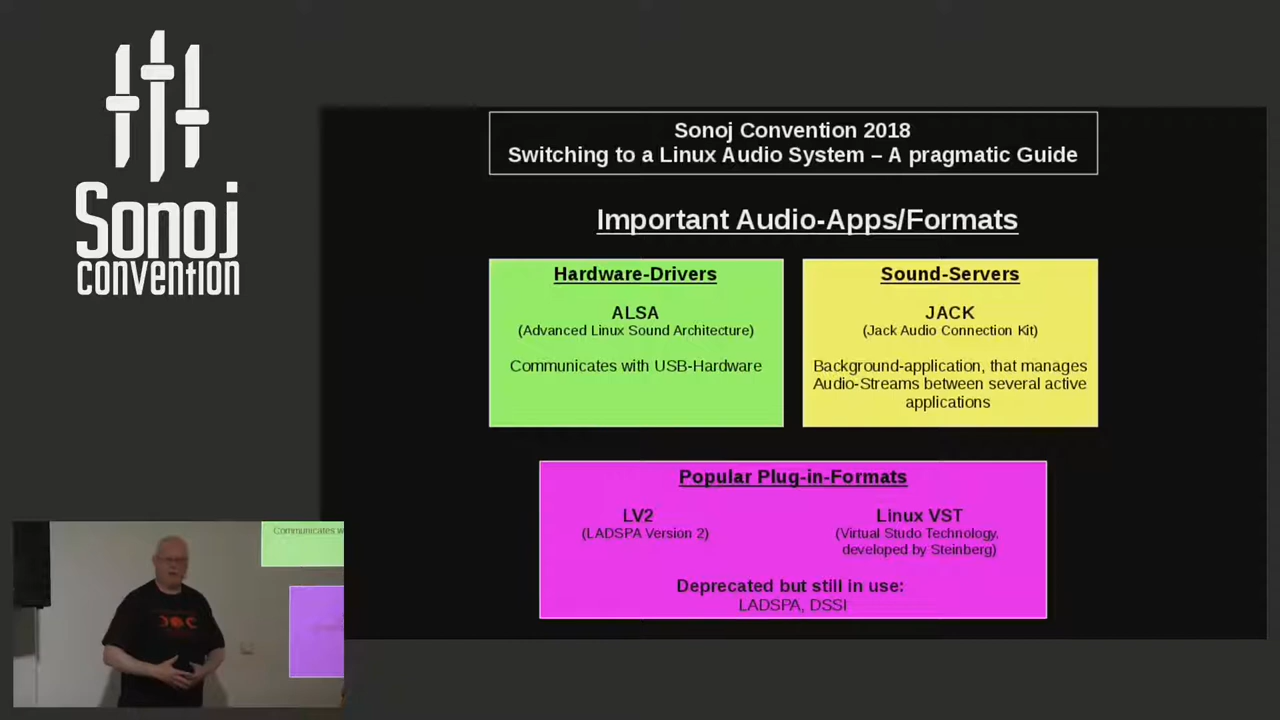 Sonoj
convention
Sonoj Convention 2018
Switching to a Linux Audio System – A pragmatic Guide
Important Audio-Apps/Formats
Hardware-Drivers
ALSA
(Advanced Linux Sound Architecture)
Communicates with USB-Hardware
Sound-Servers
JACK
(Jack Audio Connection Kit)
Background-application, that manages
Audio-Streams between several active
applications
Popular Plug-in-Formats
LV2
(LADSPA Version 2)
Linux VST
(Virtual Studo Technology,
developed by Steinberg)
Deprecated but still in use:
LADSPA, DSSI
Communicates w